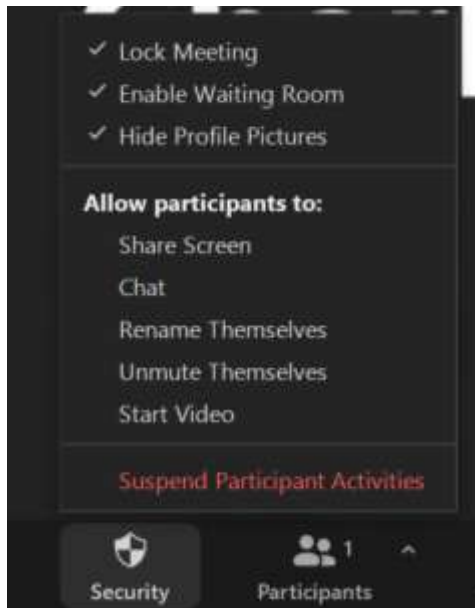 Lock Meeting
Enable Waiting Room
Hide Profile Pictures
Allow participants to:
Share Screen
Chat
Rename Themselves
Unmute Themselves
Start Video
Suspend Participant Activities
1
Security
Participants